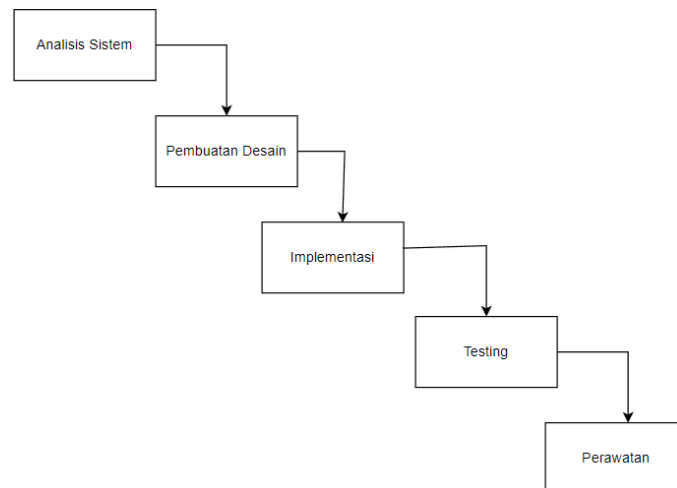 Analisis Sistem
Pembuatan Desain
Implementasi
Testing
Perawatan